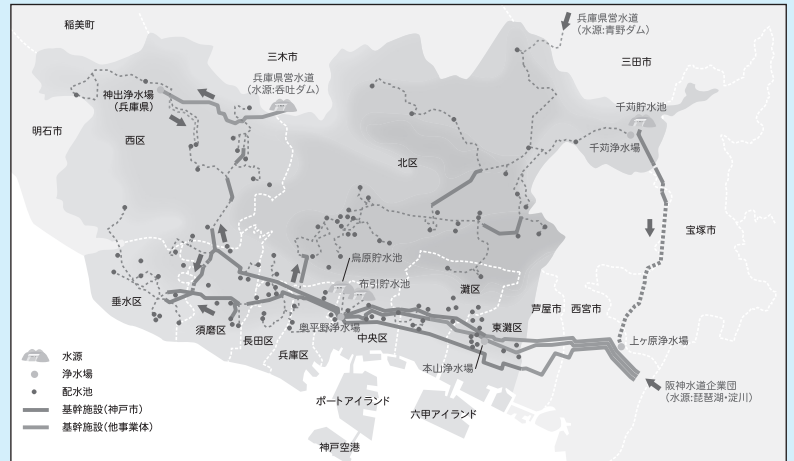 稲美町
兵庫県営水道
(水源:青野ダム)
三木市
三田市
兵庫県営水道
(水源:呑吐ダム)
神出浄水場
(兵庫県)
千苅貯水池
明石市
西区
千苅浄水場
北区
宝塚市
烏原貯水池
布引貯水池
灘区
垂水区
芦屋市
西宮市
須磨区
奥平野浄水場
東灘区
長田区
中央区
上ヶ原浄水場
兵庫区
本山浄水場
阪神水道企業団
(水源:琵琶湖・淀川)
ポートアイランド
六甲アイランド
神戸空港
水源
浄水場
配水池
基幹施設(神戸市)
基幹施設(他事業体)